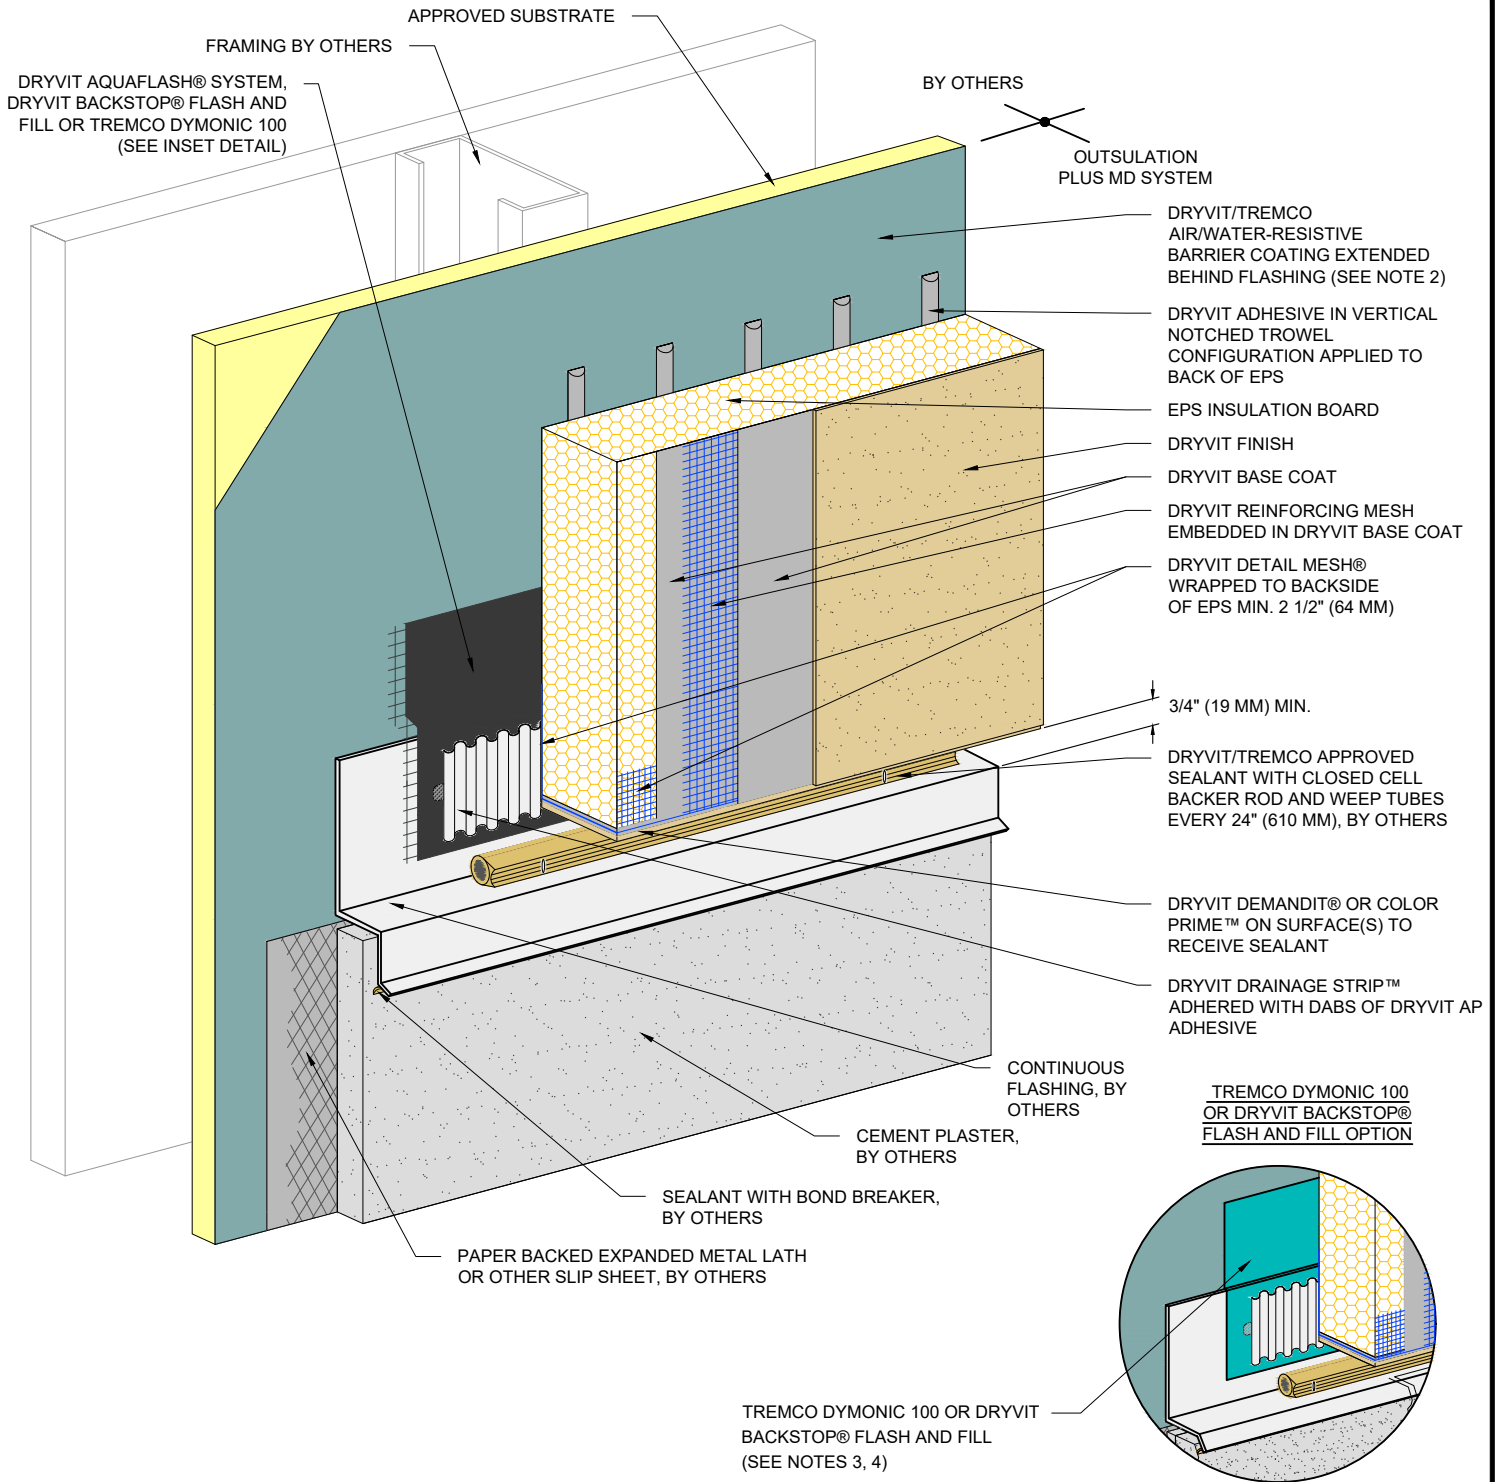 APPROVED SUBSTRATE
FRAMING BY OTHERS
DRYVIT AQUAFLASH® SYSTEM,
DRYVIT BACKSTOP® FLASH AND
FILL OR TREMCO DYMONIC 100
(SEE INSET DETAIL)
BY OTHERS
OUTSULATION
PLUS MD SYSTEM
DRYVIT/TREMCO
AIR/WATER-RESISTIVE
BARRIER COATING EXTENDED
BEHIND FLASHING (SEE NOTE 2)
DRYVIT ADHESIVE IN VERTICAL
NOTCHED TROWEL
CONFIGURATION APPLIED TO
BACK OF EPS
EPS INSULATION BOARD
DRYVIT FINISH
DRYVIT BASE COAT
DRYVIT REINFORCING MESH
EMBEDDED IN DRYVIT BASE COAT
DRYVIT DETAIL MESH®
WRAPPED TO BACKSIDE
OF EPS MIN. 2 1/2" (64 MM)
3/4" (19 MM) MIN.
DRYVIT/TREMCO APPROVED
SEALANT WITH CLOSED CELL
BACKER ROD AND WEEP TUBES
EVERY 24" (610 MM), BY OTHERS
DRYVIT DEMANDIT® OR COLOR
PRIME™ ON SURFACE(S) TO
RECEIVE SEALANT
DRYVIT DRAINAGE STRIP™
ADHERED WITH DABS OF DRYVIT AP
ADHESIVE
CONTINUOUS
FLASHING, BY
OTHERS
CEMENT PLASTER,
BY OTHERS
SEALANT WITH BOND BREAKER,
BY OTHERS
PAPER BACKED EXPANDED METAL LATH
OR OTHER SLIP SHEET, BY OTHERS
TREMCO DYMONIC 100
OR DRYVIT BACKSTOP®
FLASH AND FILL OPTION
TREMCO DYMONIC 100 OR DRYVIT
BACKSTOP® FLASH AND FILL
(SEE NOTES 3, 4)